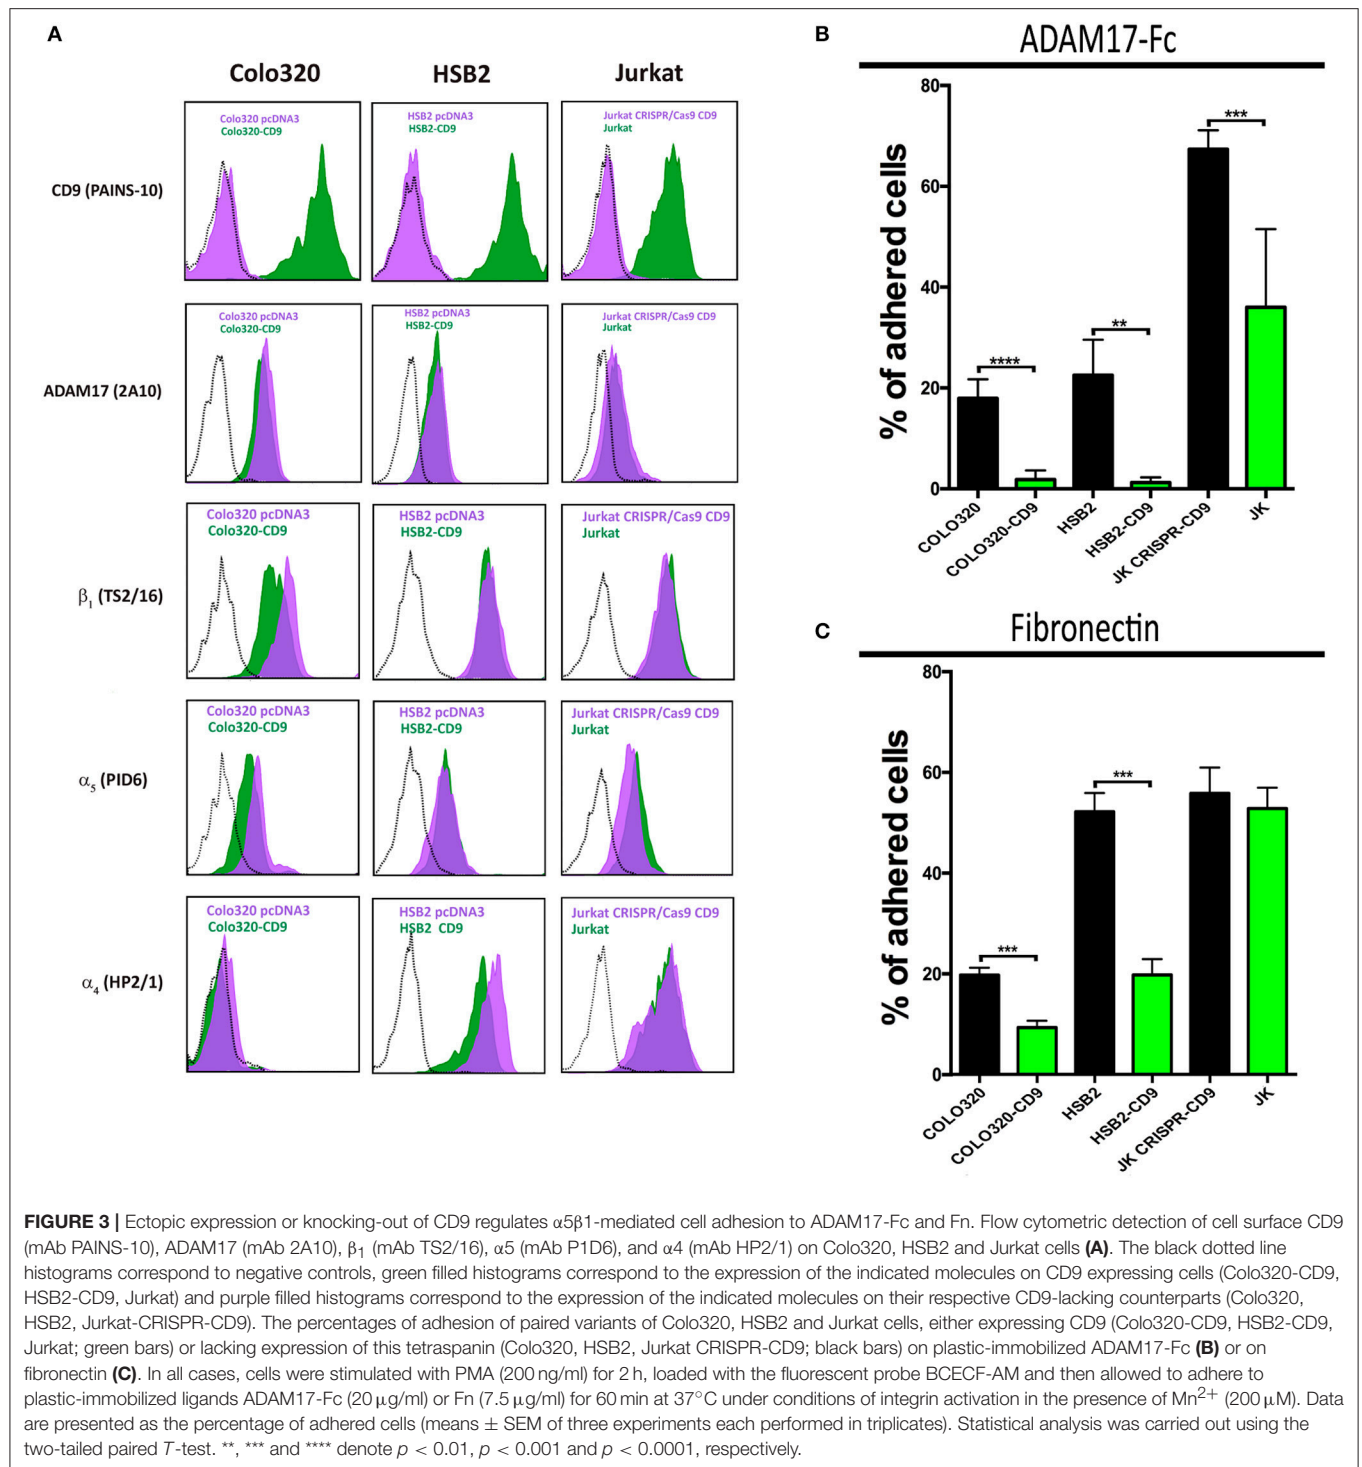 A
Colo320
HSB2
Jurkat
CD9 (PAINS-10)
Colo320 pcDNA3
Colo320-CD9
HSB2 pcDNA3
HSB2-CD9
Jurkat CRISPR/Cas9 CD9
Jurkat
ADAM17 (2A10)
Colo320 pcDNA3
Colo320-CD9
HSB2 pcDNA3
HSB2-CD9
Jurkat CRISPR/Cas9 CD9
Jurkat
β1 (TS2/16)
Colo320 pcDNA3
Colo320-CD9
HSB2 pcDNA3
HSB2-CD9
Jurkat CRISPR/Cas9 CD9
Jurkat
α5 (PID6)
Colo320 pcDNA3
Colo320-CD9
HSB2 pcDNA3
HSB2-CD9
Jurkat CRISPR/Cas9 CD9
Jurkat
α4 (HP2/1)
Colo320 pcDNA3
Colo320-CD9
HSB2 pcDNA3
HSB2 CD9
Jurkat CRISPR/Cas9 CD9
Jurkat
B
ADAM17-Fc
% of adhered cells
80
60
40
20
0
****
**
***
COLO320
COLO320-CD9
HSB2
HSB2-CD9
JK CRISPR-CD9
JK
C
Fibronectin
% of adhered cells
80
60
40
20
0
***
***
COLO320
COLO320-CD9
HSB2
HSB2-CD9
JK CRISPR-CD9
JK
FIGURE 3 | Ectopic expression or knocking-out of CD9 regulates α5β1-mediated cell adhesion to ADAM17-Fc and Fn. Flow cytometric detection of cell surface CD9
(mAb PAINS-10), ADAM17 (mAb 2A10), β1 (mAb TS2/16), α5 (mAb P1D6), and α4 (mAb HP2/1) on Colo320, HSB2 and Jurkat cells (A). The black dotted line
histograms correspond to negative controls, green filled histograms correspond to the expression of the indicated molecules on CD9 expressing cells (Colo320-CD9,
HSB2-CD9, Jurkat) and purple filled histograms correspond to the expression of the indicated molecules on their respective CD9-lacking counterparts (Colo320,
HSB2, Jurkat-CRISPR-CD9). The percentages of adhesion of paired variants of Colo320, HSB2 and Jurkat cells, either expressing CD9 (Colo320-CD9, HSB2-CD9,
Jurkat; green bars) or lacking expression of this tetraspanin (Colo320, HSB2, Jurkat CRISPR-CD9; black bars) on plastic-immobilized ADAM17-Fc (B) or on
fibronectin (C). In all cases, cells were stimulated with PMA (200 ng/ml) for 2 h, loaded with the fluorescent probe BCECF-AM and then allowed to adhere to
plastic-immobilized ligands ADAM17-Fc (20 μg/ml) or Fn (7.5 μg/ml) for 60 min at 37°C under conditions of integrin activation in the presence of Mn2+ (200 μM). Data
are presented as the percentage of adhered cells (means ± SEM of three experiments each performed in triplicates). Statistical analysis was carried out using the
two-tailed paired T-test. **, *** and **** denote p < 0.01, p < 0.001 and p < 0.0001, respectively.